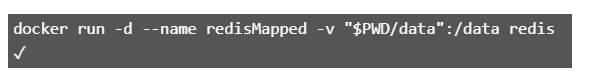 docker run -d --name redisMapped -v "$PWD/data":/data redis
✓